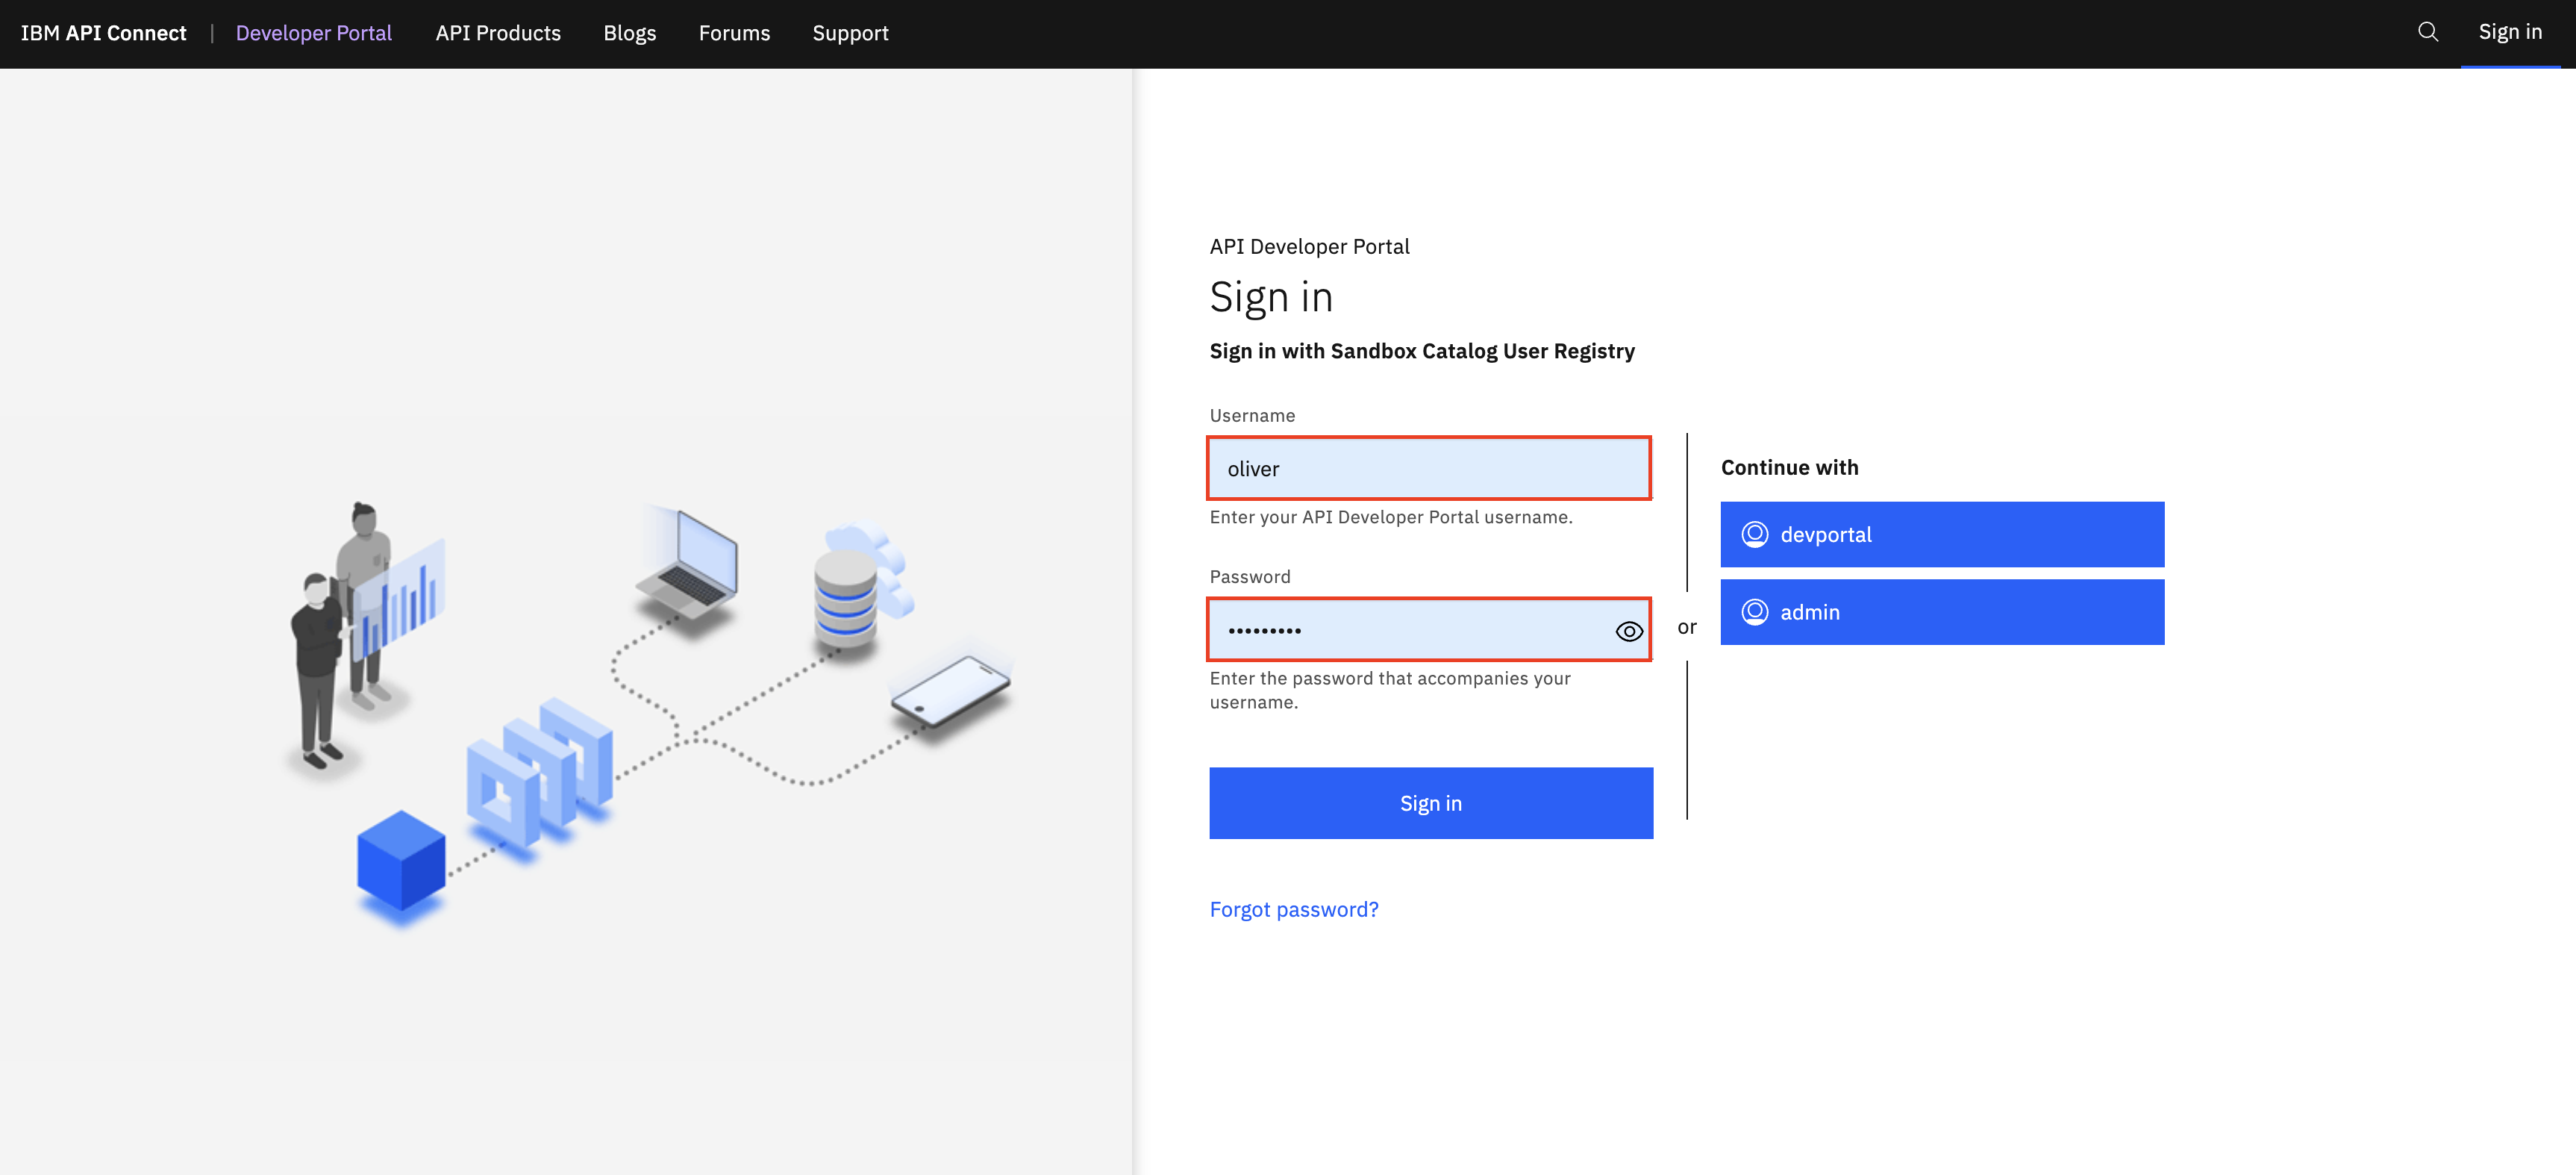 IBM API Connect | Developer Portal API Products Blogs Forums Support Sign in
API Developer Portal
Sign in
Sign in with Sandbox Catalog User Registry
Username
oliver
Enter your API Developer Portal username.
Password
•••••••••
Enter the password that accompanies your
username.
Sign in
Forgot password?
or
Continue with
devportal
admin